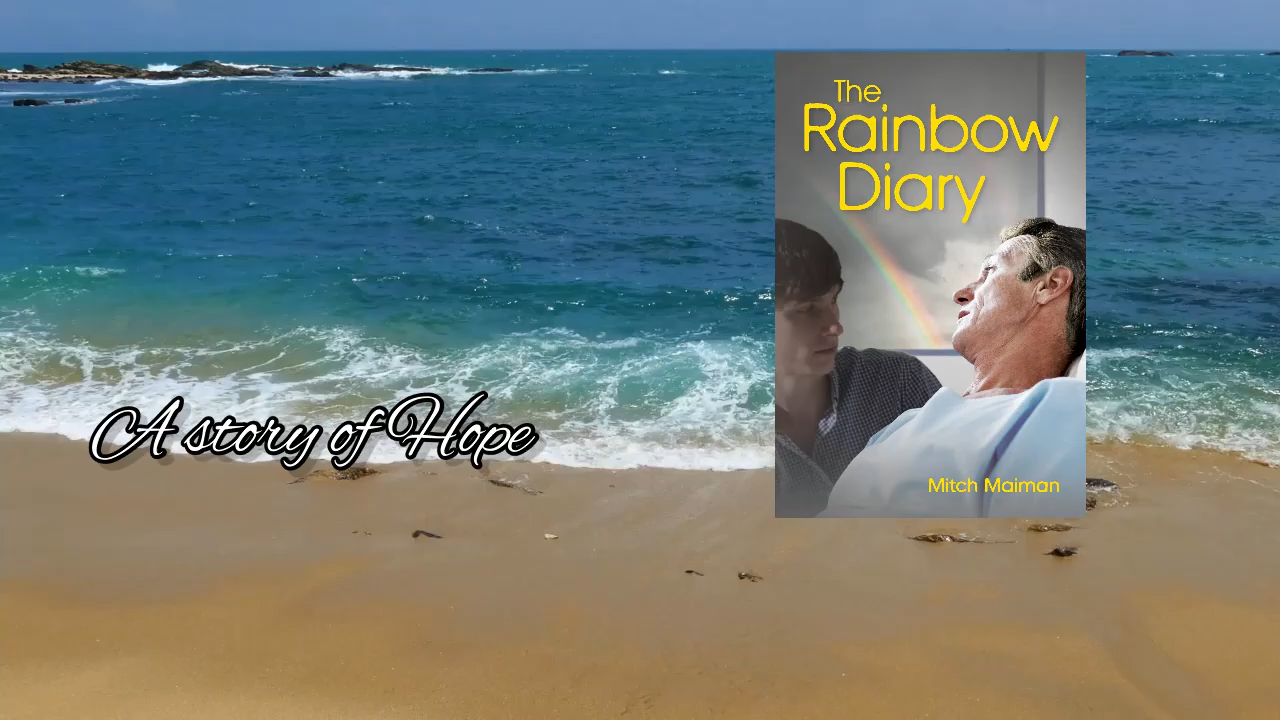 The
Rainbow
Diary
A story of Hope
Mitch Maiman